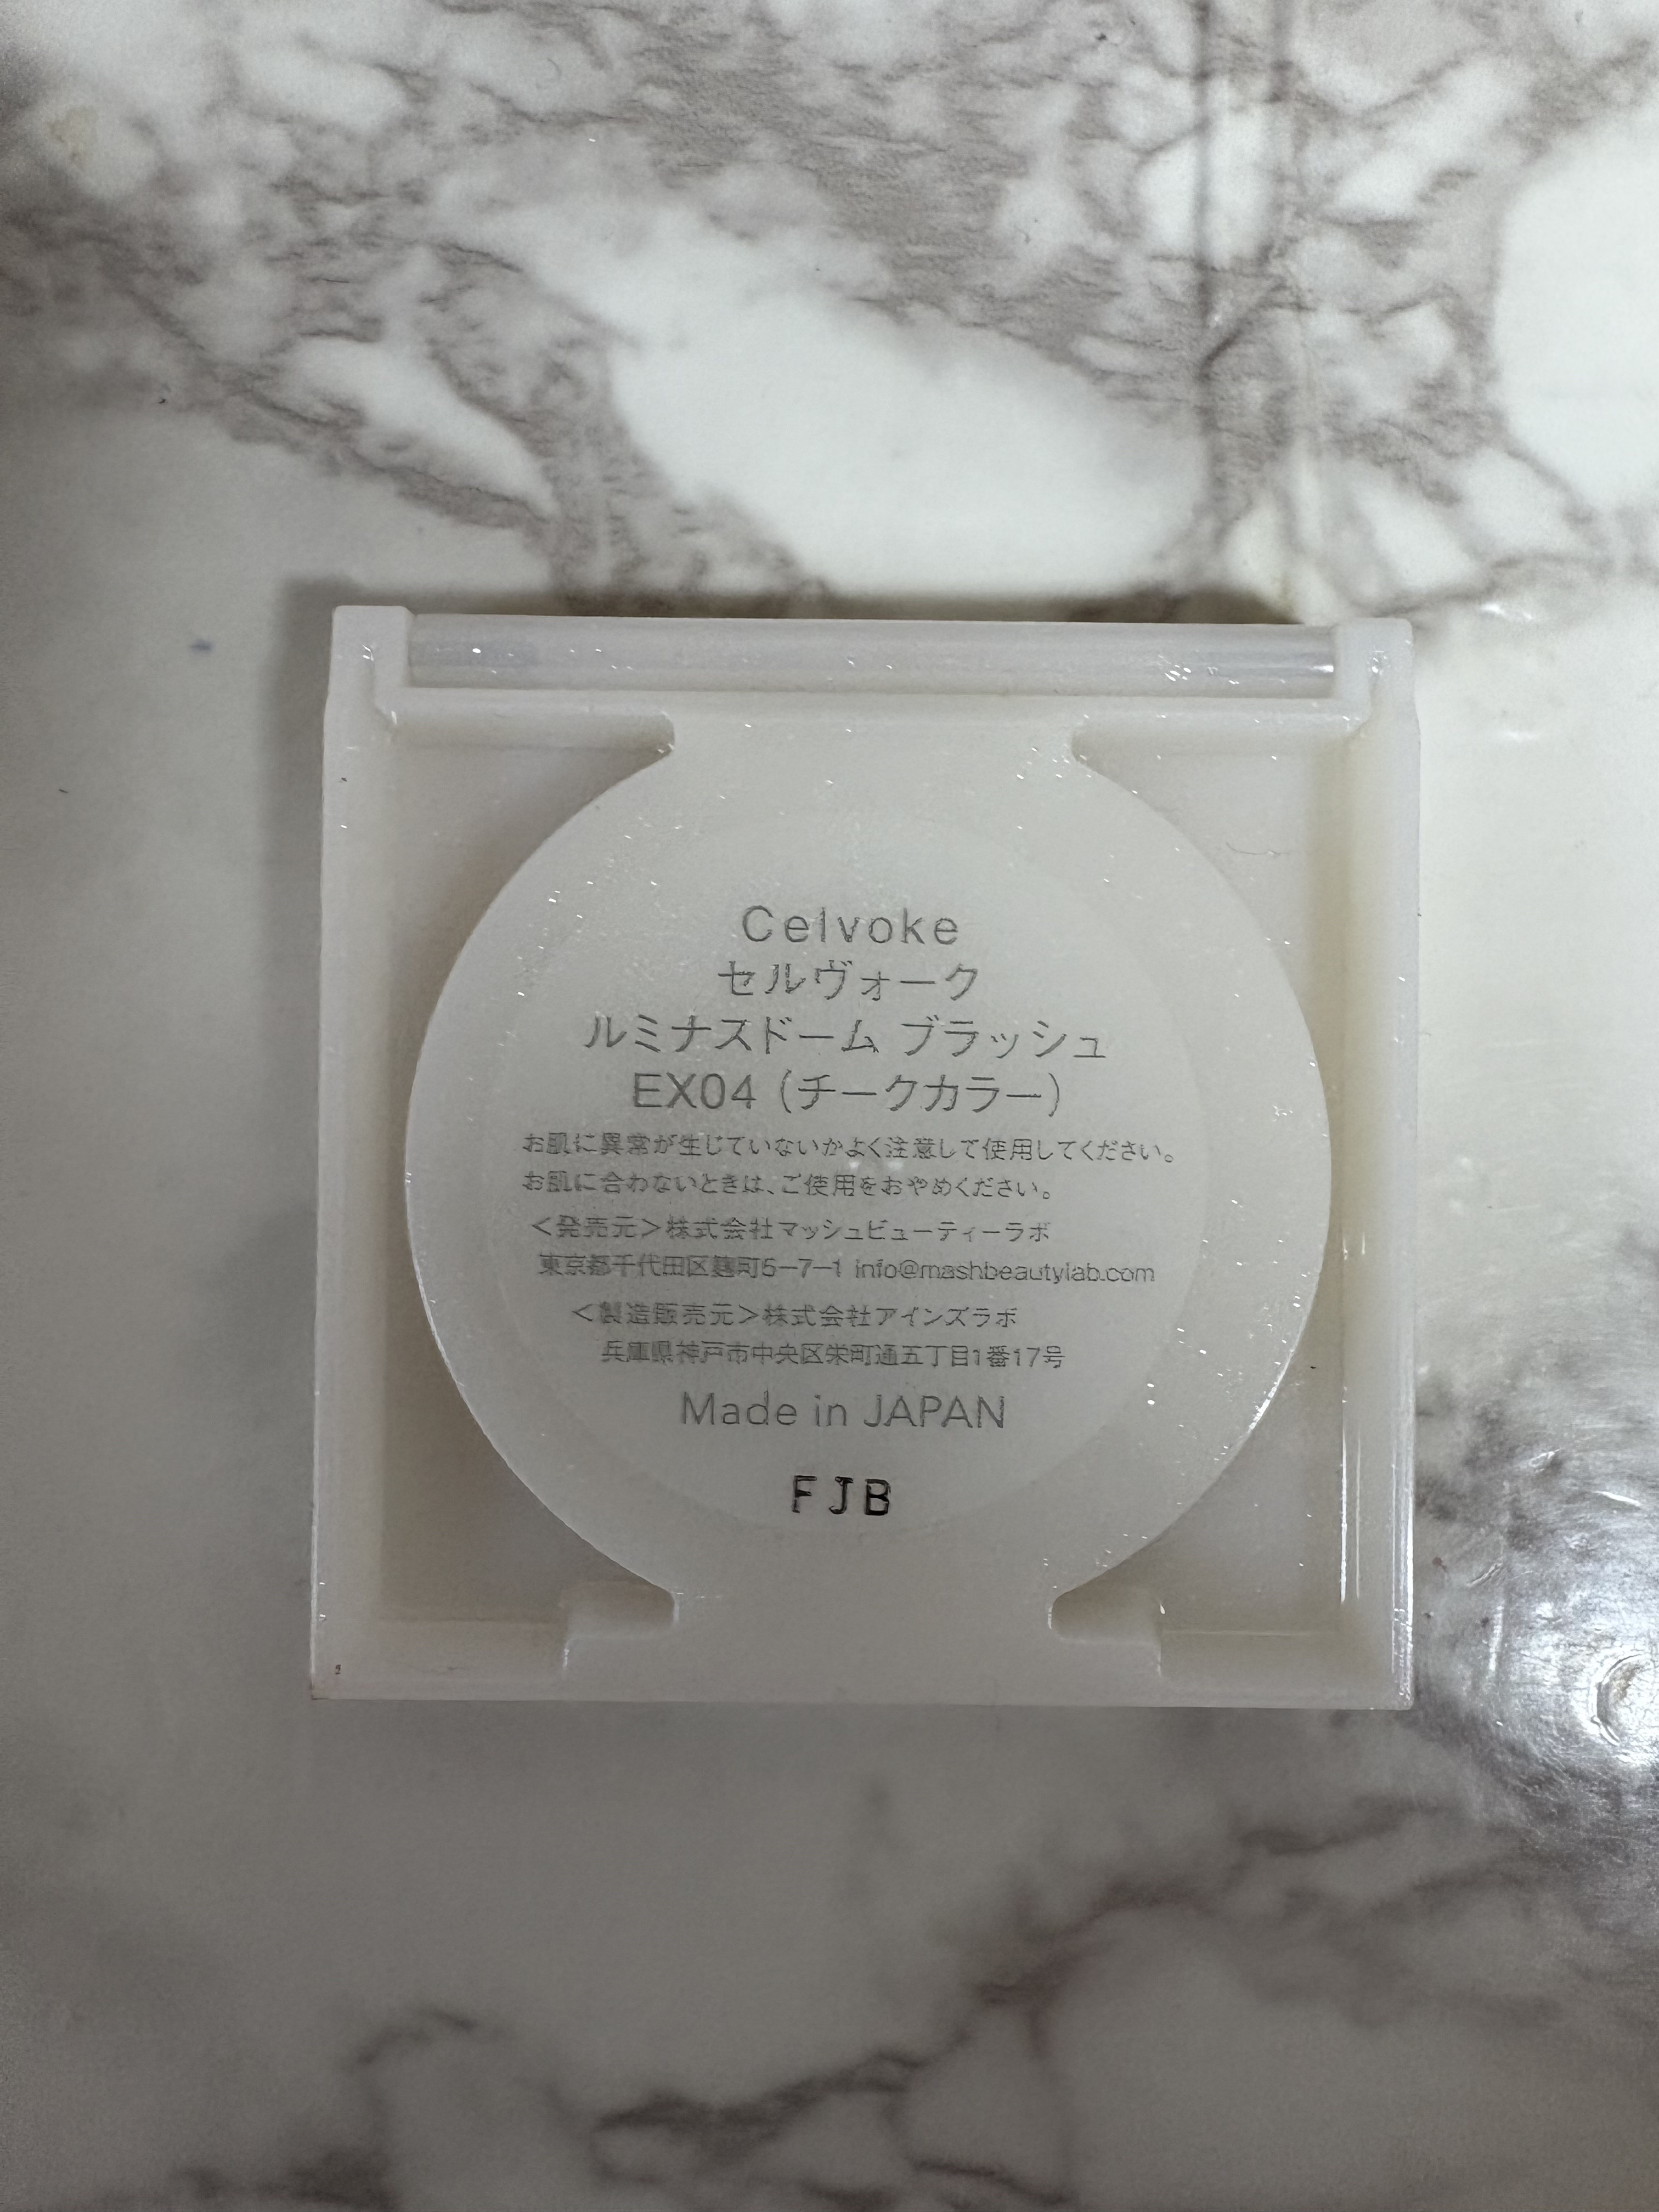 Celvoke
セルヴォーク
ルミナスドーム ブラッシュ
EX04 (チークカラー)
お肌に異常が生じていないかよく注意して使用してください。
お肌に合わないときは、ご使用をおやめください。
<発売元>株式会社マッシュビューティーラボ
東京都千代田区麹町5-7-1 info@mashbeautylab.com
<製造販売元>株式会社アインズラボ
兵庫県神戸市中央区栄町通五丁目1番17号
Made in JAPAN
FJB